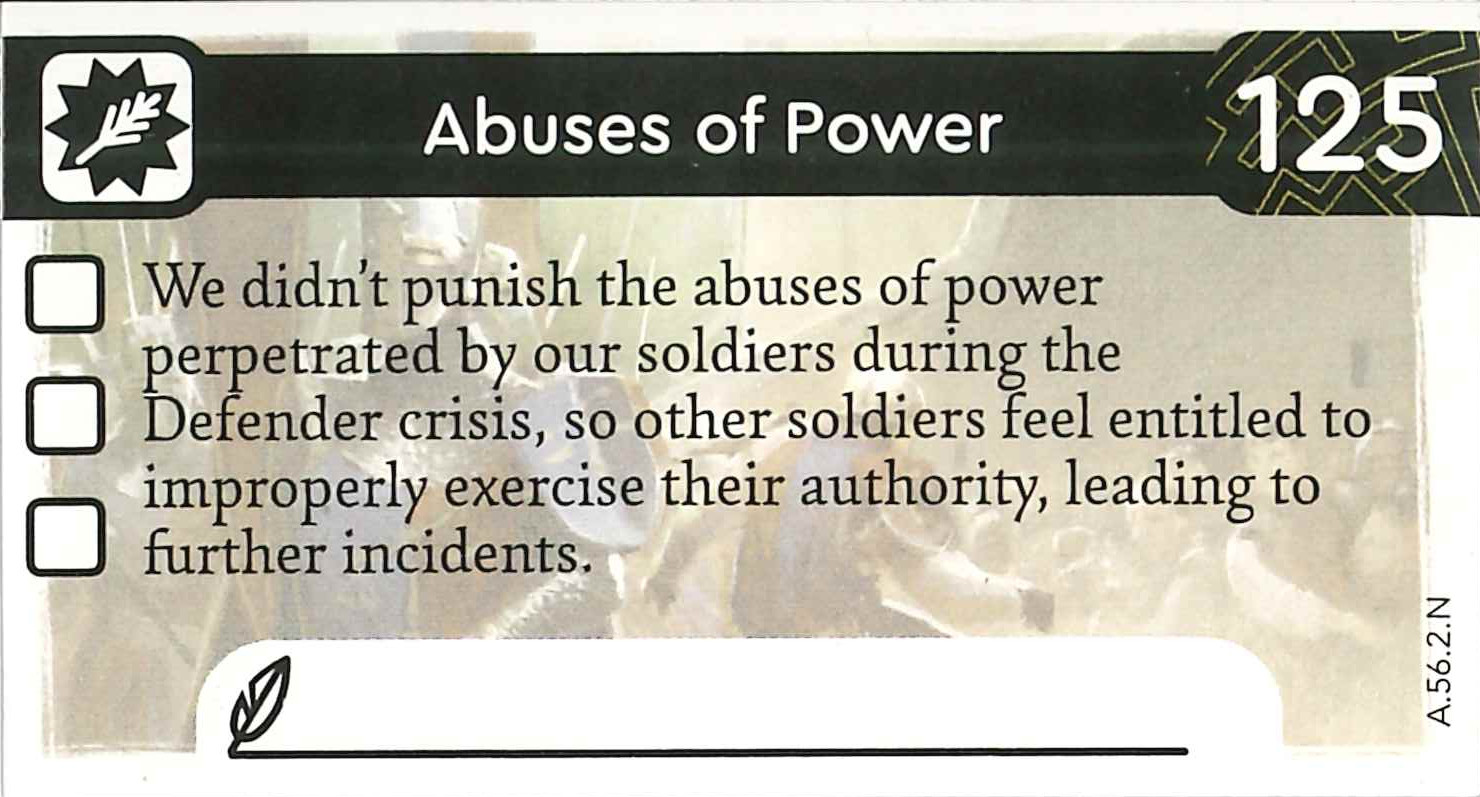 Abuses of Power
125
We didn't punish the abuses of power
perpetrated by our soldiers during the
Defender crisis, so other soldiers feel entitled to
improperly exercise their authority, leading to
further incidents.
A.56.2.N